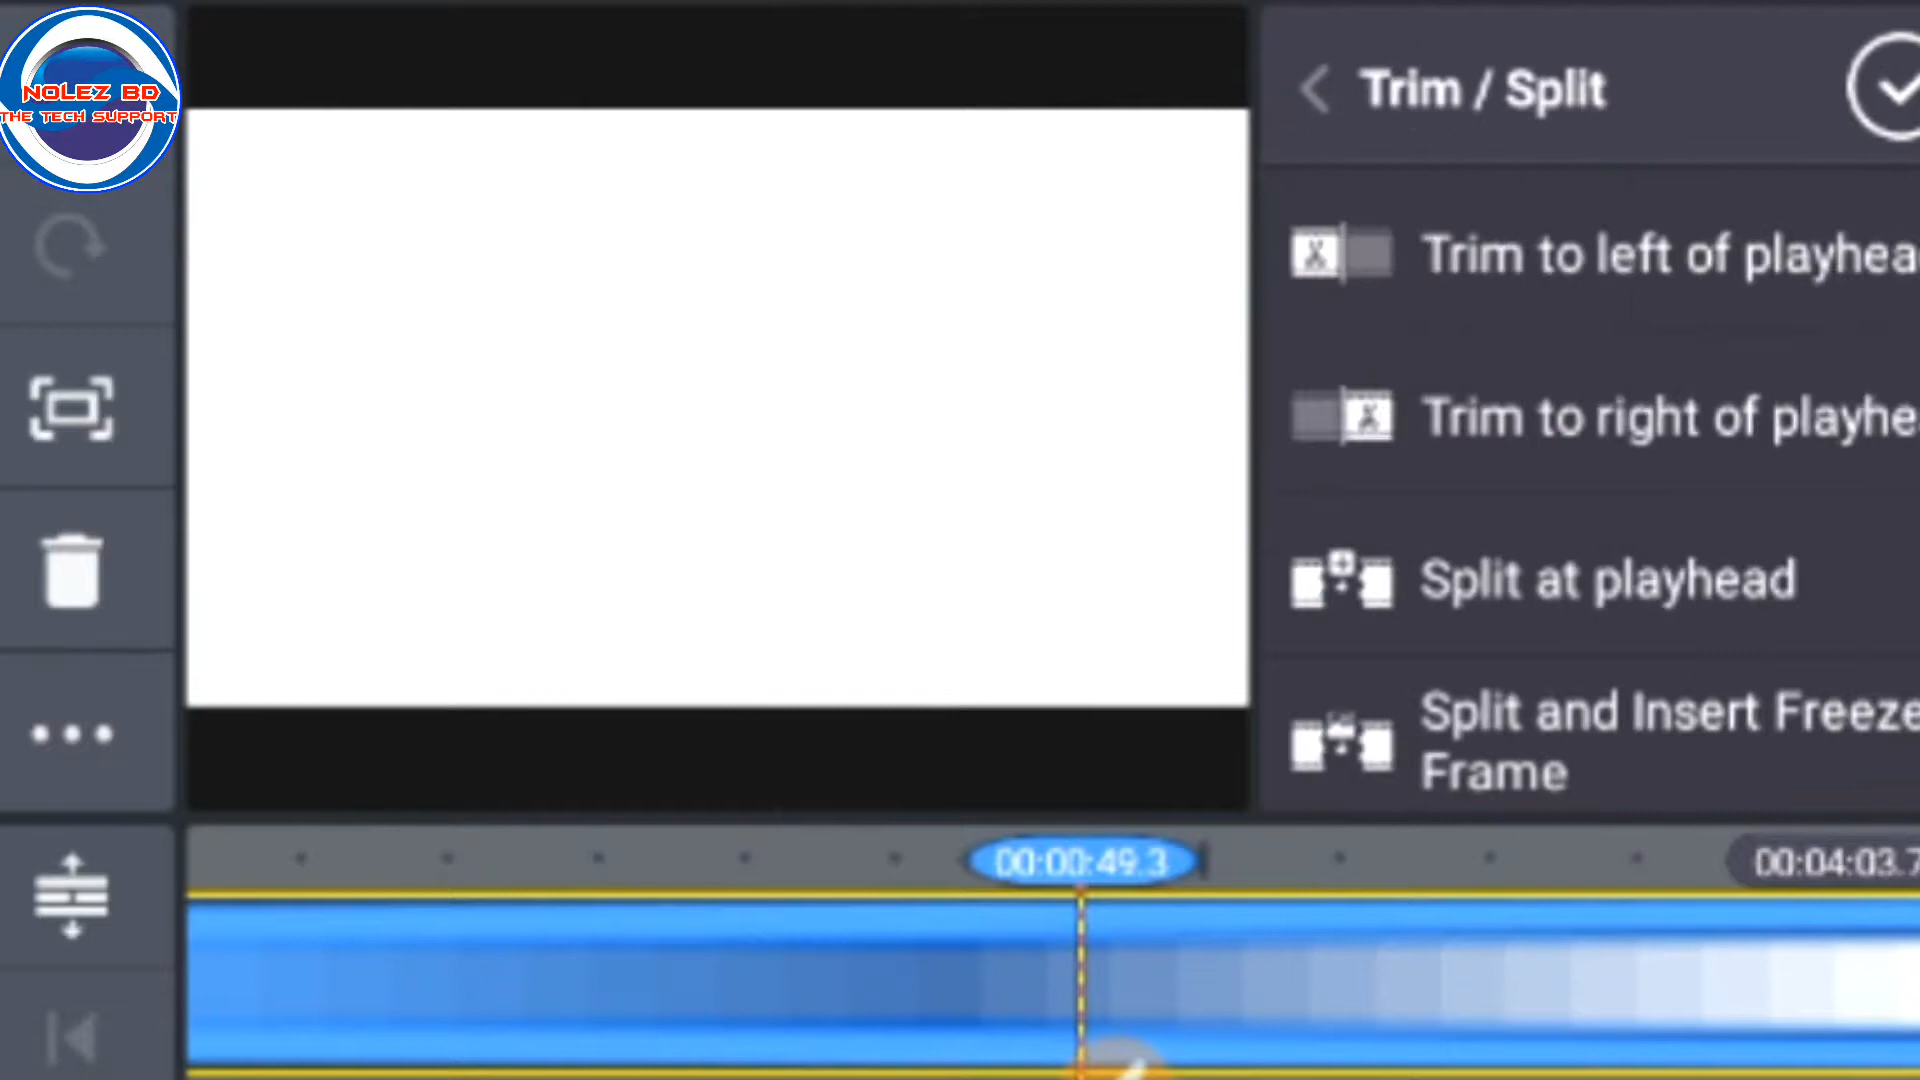 NOLEZ BD
THE TECH SUPPORT
Trim / Split
Trim to left of playhea
Trim to right of playhe
Split at playhead
Split and Insert Freeze
Frame
00:00:49.3
00:04:03.7